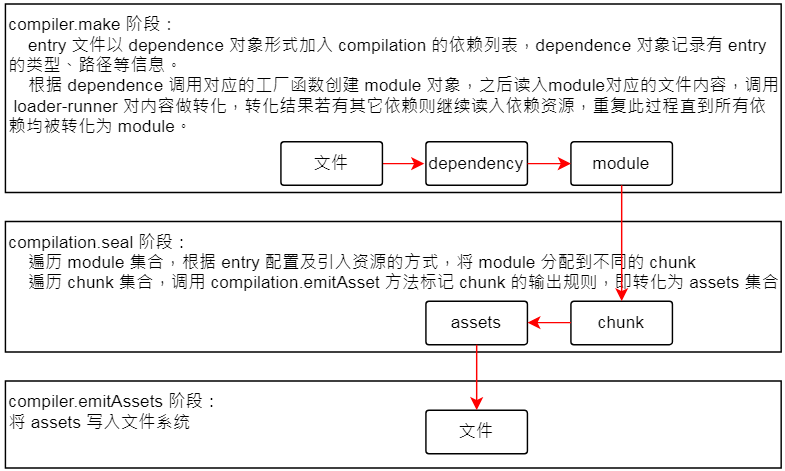 compiler.make 阶段：
entry 文件以 dependence 对象形式加入 compilation 的依赖列表，dependence 对象记录有 entry
的类型、路径等信息。
根据 dependence 调用对应的工厂函数创建 module 对象，之后读入module对应的文件内容，调用
loader-runner 对内容做转化，转化结果若有其它依赖则继续读入依赖资源，重复此过程直到所有依
赖均被转化为 module。
文件
dependency
module
compilation.seal 阶段：
遍历 module 集合，根据 entry 配置及引入资源的方式，将 module 分配到不同的 chunk
遍历 chunk 集合，调用 compilation.emitAsset 方法标记 chunk 的输出规则，即转化为 assets 集合
assets
chunk
compiler.emitAssets 阶段：
将 assets 写入文件系统
文件